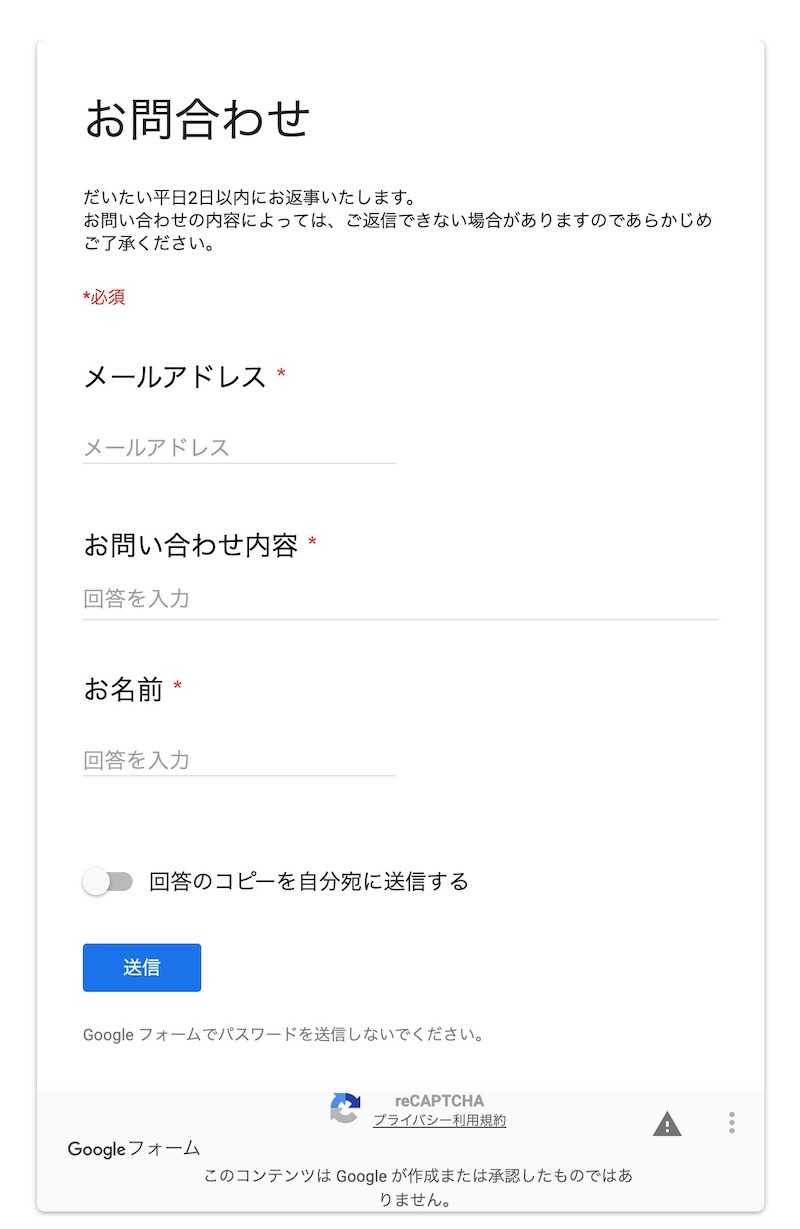 お問合わせ
だいたい平日2日以内にお返事いたします。
お問い合わせの内容によっては、ご返信できない場合がありますのであらかじめ
ご了承ください。
*必須
メールアドレス *
メールアドレス
お問い合わせ内容 *
回答を入力
お名前 *
回答を入力
回答のコピーを自分宛に送信する
送信
Google フォームでパスワードを送信しないでください。
reCAPTCHA
プライバシー利用規約
Googleフォーム
このコンテンツは Google が作成または承認したものではあ
りません。